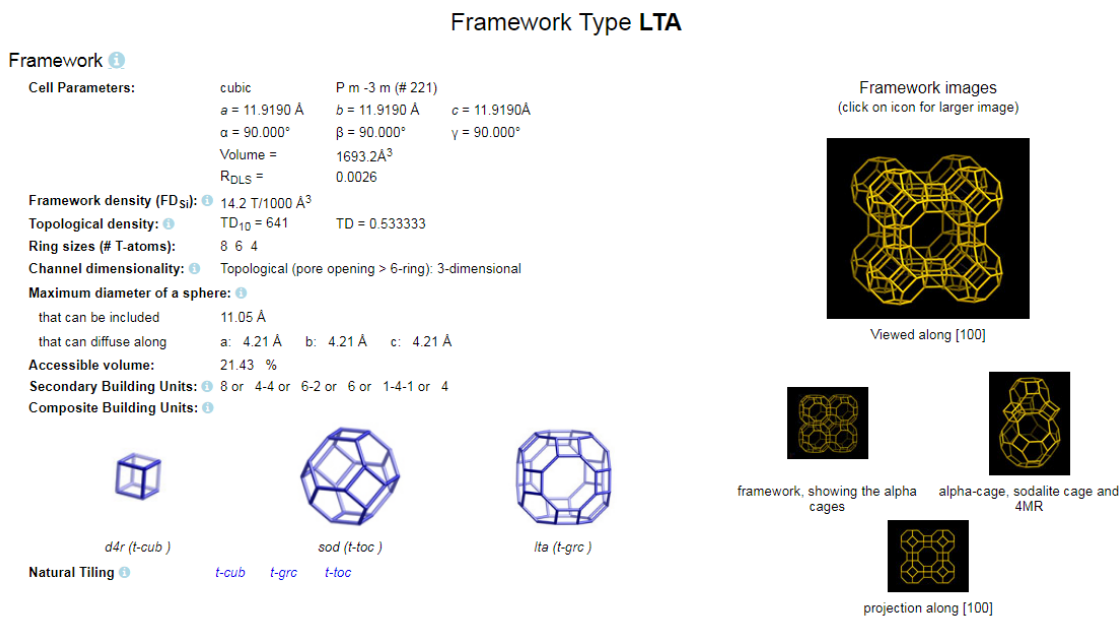 Framework Type LTA
Framework
Cell Parameters: cubic P m -3 m (# 221)
a = 11.9190 Å b = 11.9190 Å c = 11.9190Å
α = 90.000° β = 90.000° γ = 90.000°
Volume = 1693.2Å³
R_DLS = 0.0026
Framework density (FD_Si): 14.2 T/1000 Å³
Topological density: TD₁₀ = 641 TD = 0.533333
Ring sizes (# T-atoms): 8 6 4
Channel dimensionality: Topological (pore opening > 6-ring): 3-dimensional
Maximum diameter of a sphere:
that can be included 11.05 Å
that can diffuse along a: 4.21 Å b: 4.21 Å c: 4.21 Å
Accessible volume: 21.43 %
Secondary Building Units: 8 or 4-4 or 6-2 or 6 or 1-4-1 or 4
Composite Building Units:
d4r (t-cub ) sod (t-toc ) lta (t-grc )
Natural Tiling t-cub t-grc t-toc
Framework images
(click on icon for larger image)
Viewed along [100]
framework, showing the alpha
cages
alpha-cage, sodalite cage and
4MR
projection along [100]